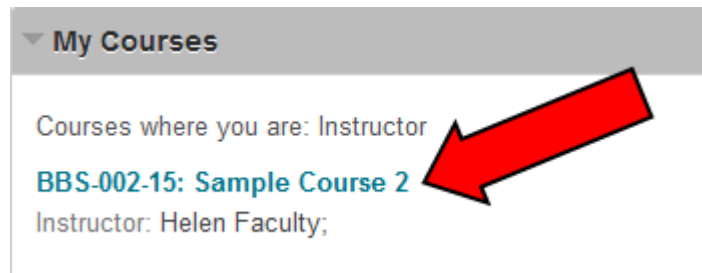 My Courses
Courses where you are: Instructor
BBS-002-15: Sample Course 2
Instructor: Helen Faculty;